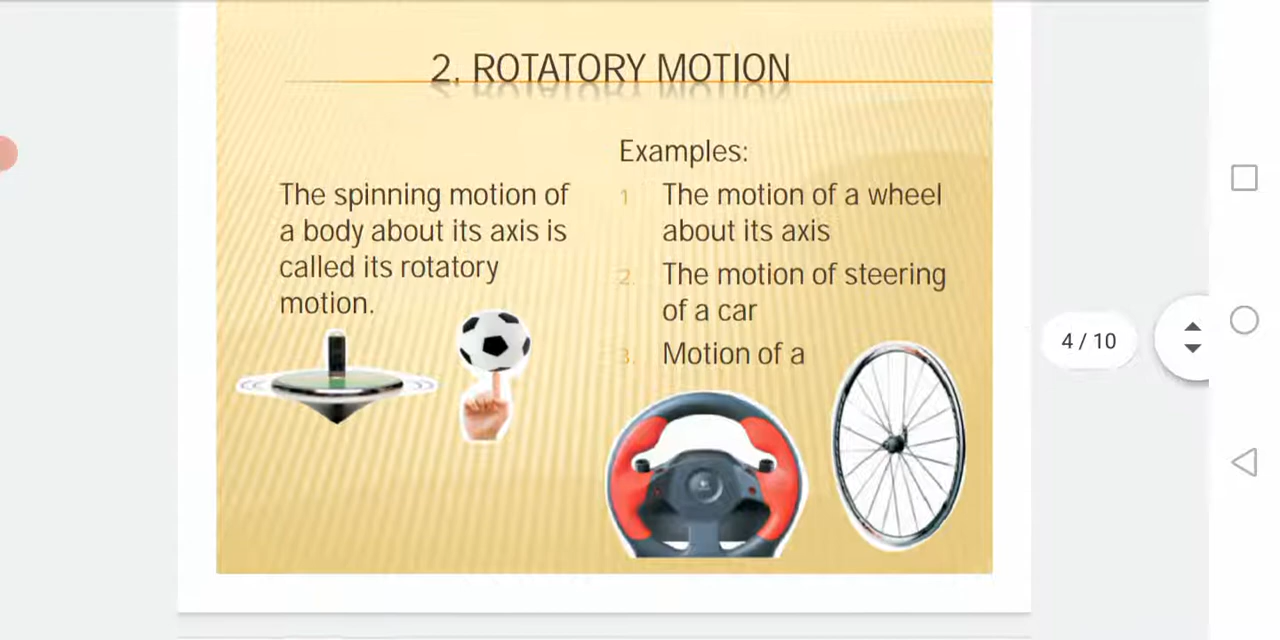 2. ROTATORY MOTION
The spinning motion of
a body about its axis is
called its rotatory
motion.
Examples:
1 The motion of a wheel
about its axis
2. The motion of steering
of a car
3. Motion of a
4 / 10